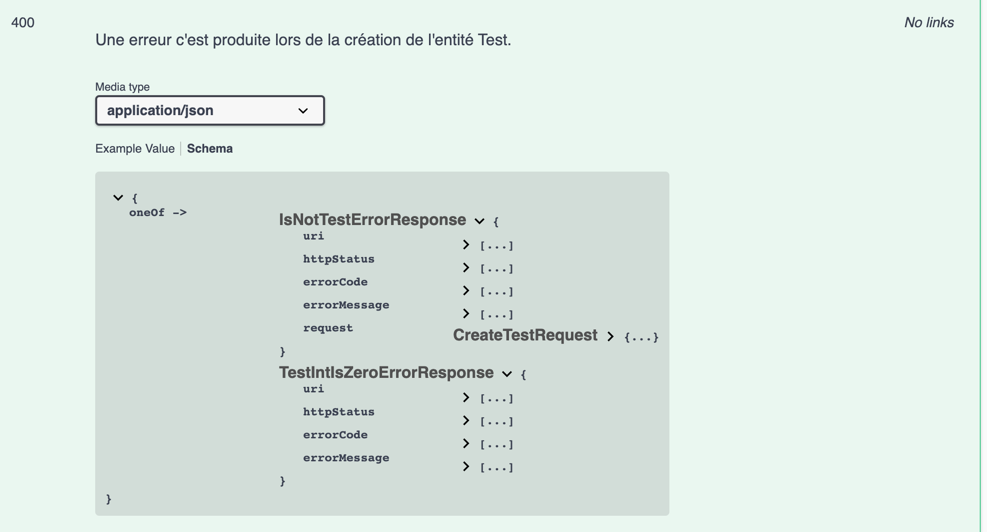 400
No links
Une erreur c'est produite lors de la création de l'entité Test.
Media type
application/json
Example Value | Schema
{
oneOf ->
IsNotTestErrorResponse {
uri
[...]
httpStatus
[...]
errorCode
[...]
errorMessage
[...]
request
CreateTestRequest {...}
}
TestIntIsZeroErrorResponse {
uri
[...]
httpStatus
[...]
errorCode
[...]
errorMessage
[...]
}
}